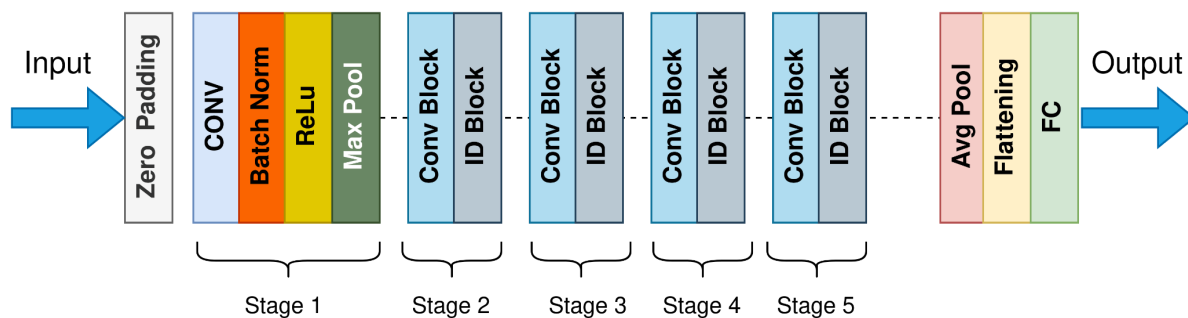 Input
Zero Padding
CONV
Batch Norm
ReLu
Max Pool
Conv Block
ID Block
Conv Block
ID Block
Conv Block
ID Block
Conv Block
ID Block
Avg Pool
Flattening
FC
Output
Stage 1
Stage 2
Stage 3
Stage 4
Stage 5